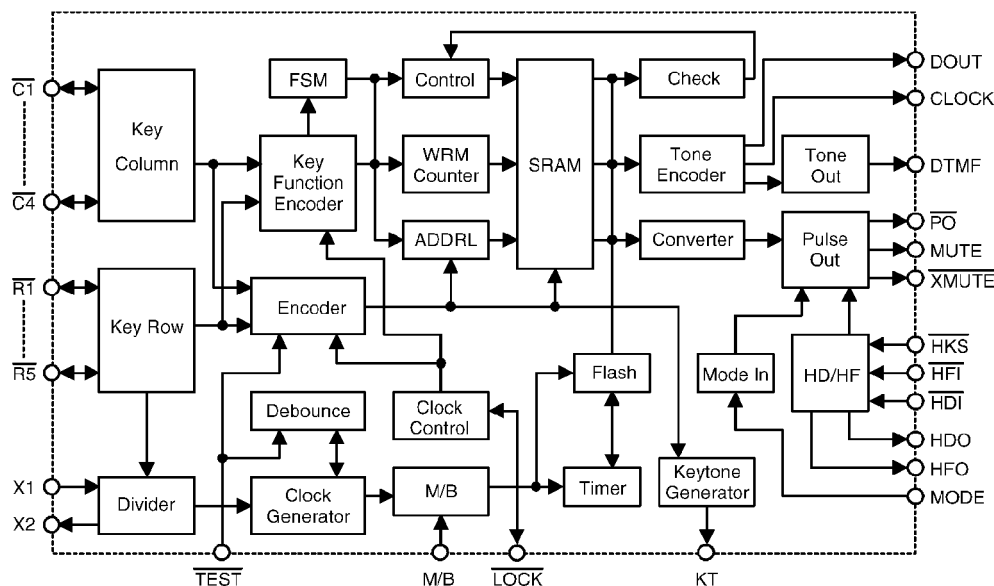 FSM
Control
Check
DOUT
C1
CLOCK
Key
Column
Key
Function
Encoder
WRM
Counter
SRAM
Tone
Encoder
Tone
Out
DTMF
C4
ADDRL
Converter
Pulse
Out
PO
MUTE
XMUTE
R1
Key Row
Encoder
R5
HKS
HFI
HDI
Flash
Mode In
HD/HF
Debounce
Clock
Control
HDO
HFO
MODE
X1
X2
Divider
Clock
Generator
M/B
Timer
Keytone
Generator
TEST
M/B
LOCK
KT